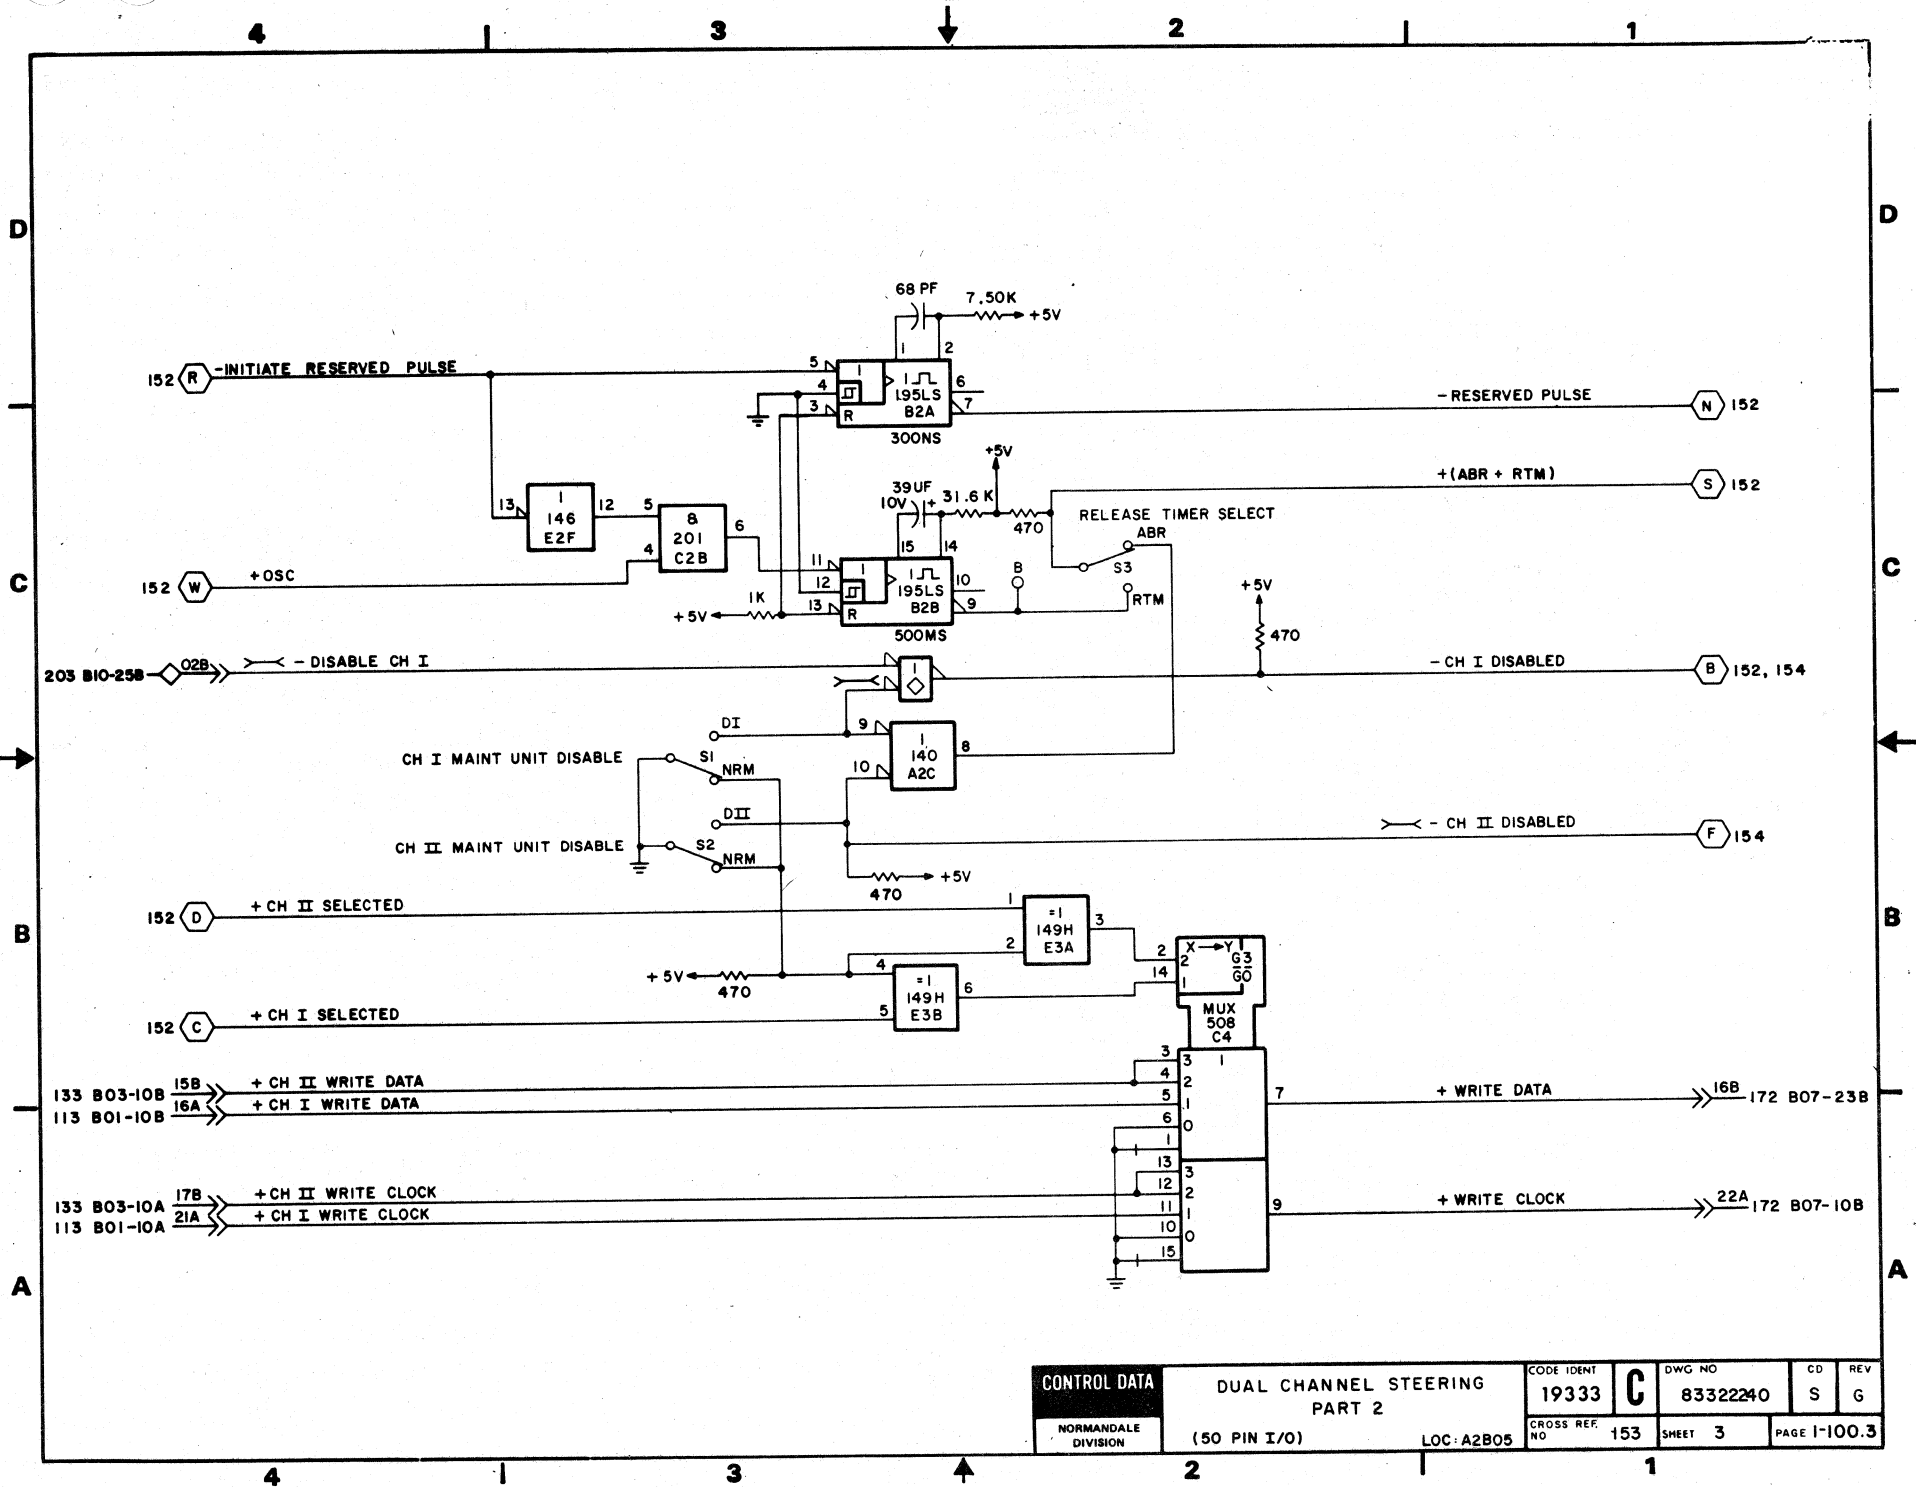 4 3 2 1
D D
68 PF
7.50K
+5V
1 2
152 R -INITIATE RESERVED PULSE
5
1
4
1
6
195LS
3 R
B2A
7
300NS
-RESERVED PULSE N 152
+5V
39UF
10V + 31.6K
470
+(ABR + RTM) S 152
RELEASE TIMER SELECT
ABR
S3
RTM
13
1
146
E2F
12
5
4
&
201
C2B
6
15 14
11
1
12
1
10
195LS
13 R
B2B
9
500MS
B
C C
152 W +OSC
+5V 1K
+5V
470
203 B10-25B 02B - DISABLE CH I
1
-CH I DISABLED B 152, 154
DI
9
1
140
A2C
8
10
CH I MAINT UNIT DISABLE S1
NRM
DII
CH II MAINT UNIT DISABLE S2
NRM
- CH II DISABLED F 154
470
+5V
152 D + CH II SELECTED
1
=1
149H
E3A
3
2
B B
+5V
470
4
=1
149H
E3B
6
5
152 C + CH I SELECTED
2 2 X→Y
G3
14 1 G0
MUX
508
C4
1
133 B03-10B 15B + CH II WRITE DATA
113 B01-10B 16A + CH I WRITE DATA
3 3
4 2
5 1
6 0
1
7 + WRITE DATA 16B 172 B07-23B
133 B03-10A 17B +CH II WRITE CLOCK
113 B01-10A 21A + CH I WRITE CLOCK
13 3
12 2
11 1
10 0
15
9 + WRITE CLOCK 22A 172 B07-10B
A A
CONTROL DATA
NORMANDALE
DIVISION
DUAL CHANNEL STEERING
PART 2
(50 PIN I/O) LOC: A2B05
CODE IDENT
19333
C
DWG NO
83322240
CD
S
REV
G
CROSS REF.
NO 153
SHEET 3
PAGE 1-100.3
4 3 2 1